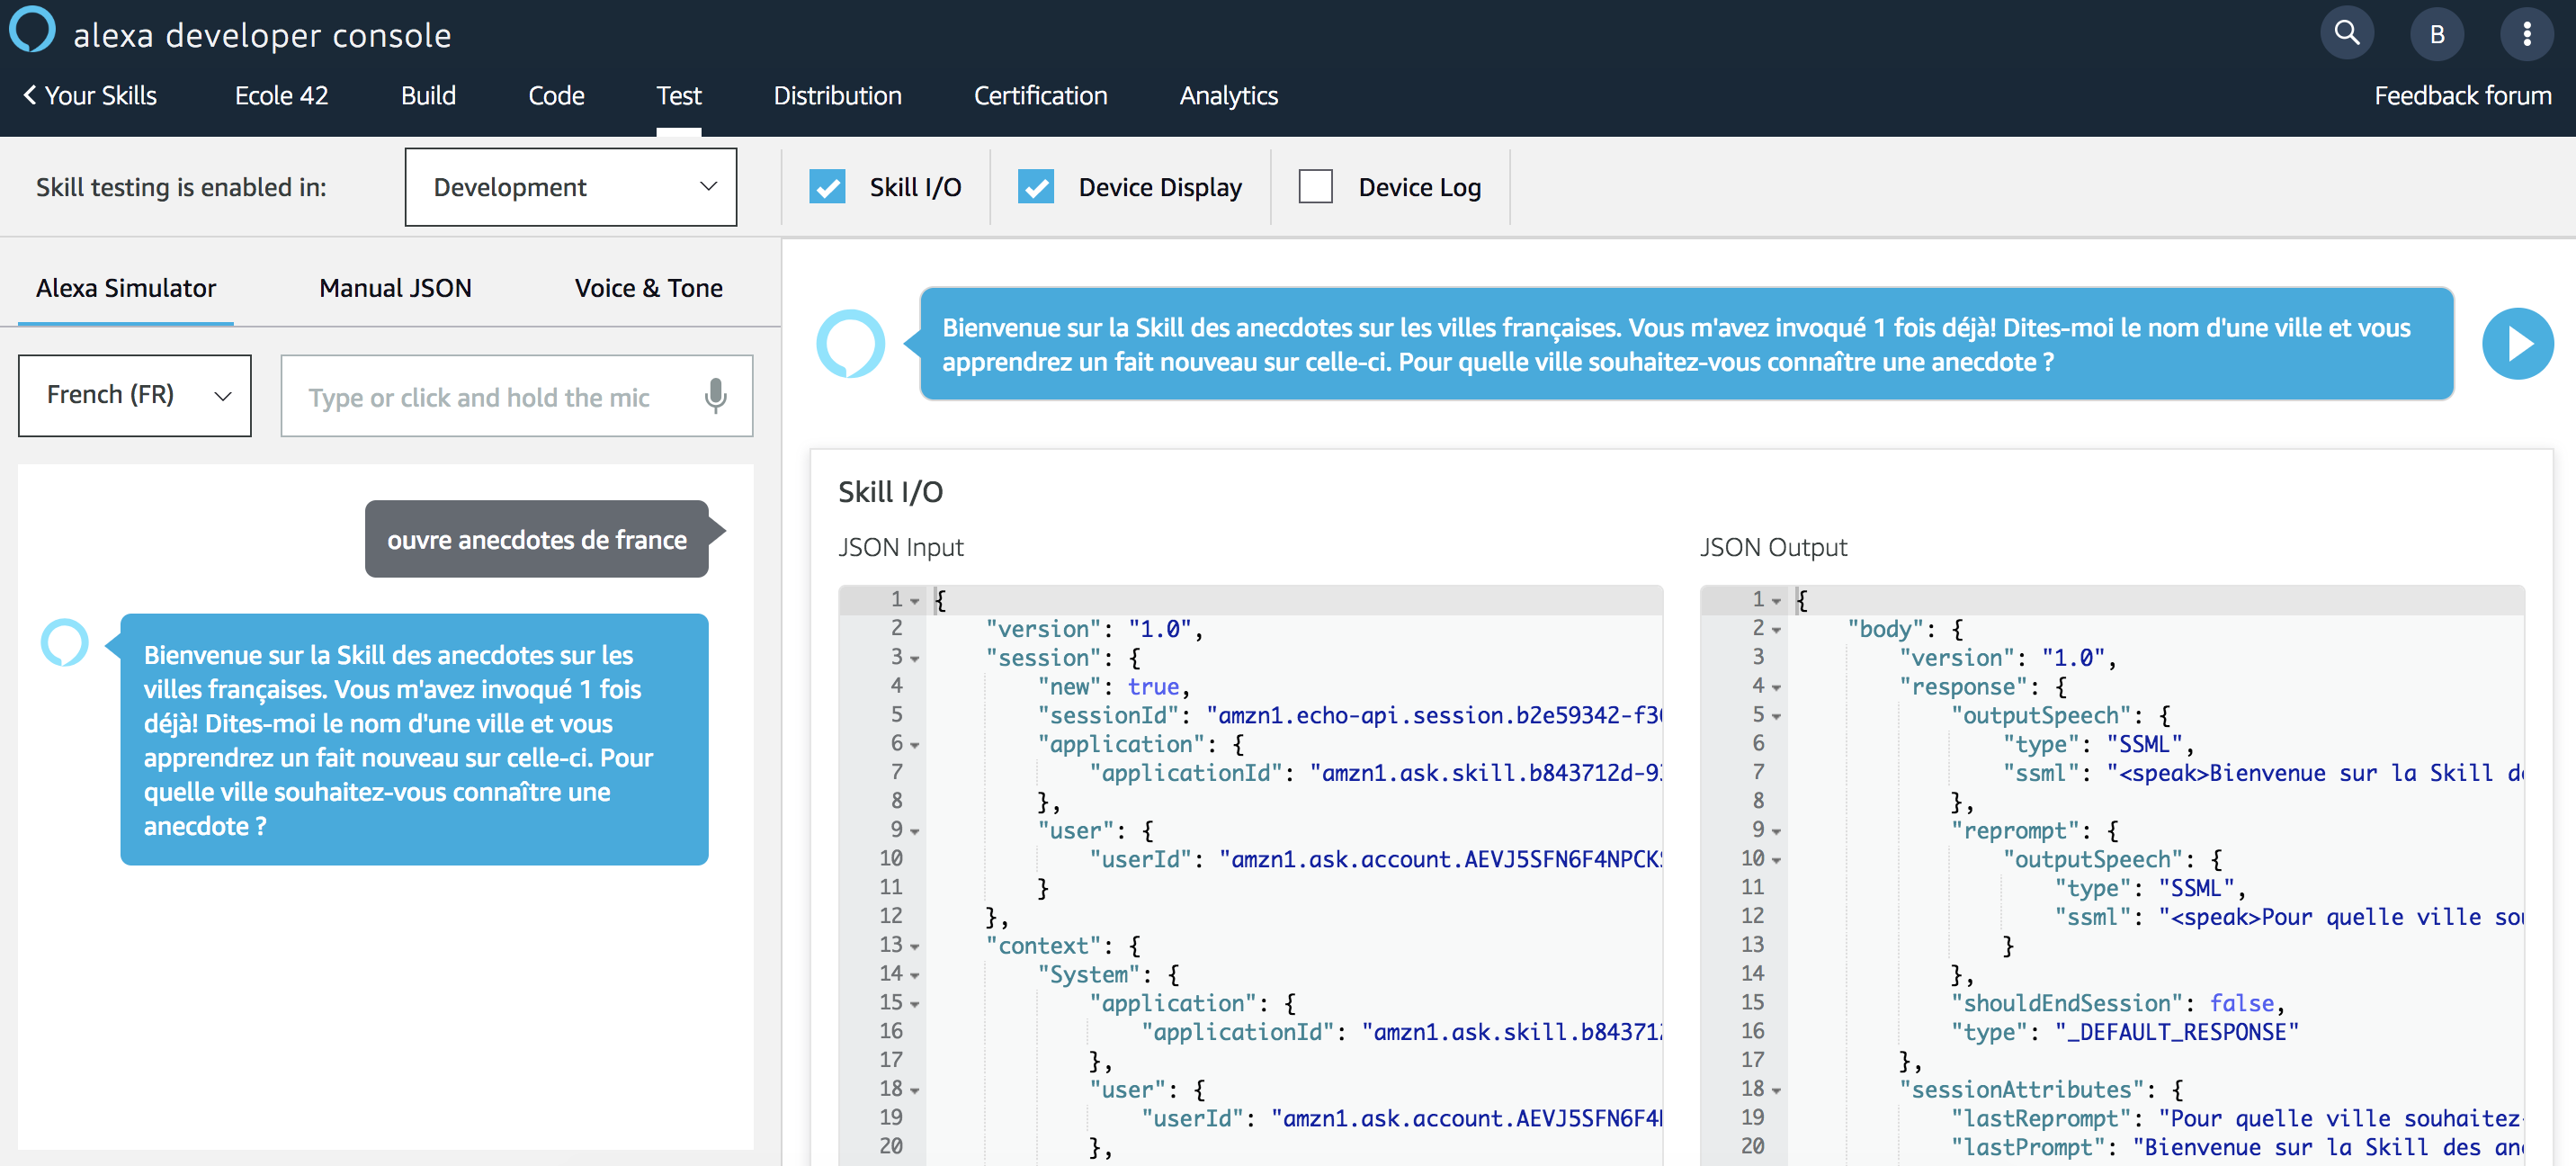 alexa developer console
B
Your Skills
Ecole 42
Build
Code
Test
Distribution
Certification
Analytics
Feedback forum
Skill testing is enabled in:
Development
Skill I/O
Device Display
Device Log
Alexa Simulator
Manual JSON
Voice & Tone
French (FR)
Type or click and hold the mic
ouvre anecdotes de france
Bienvenue sur la Skill des anecdotes sur les
villes françaises. Vous m'avez invoqué 1 fois
déjà! Dites-moi le nom d'une ville et vous
apprendrez un fait nouveau sur celle-ci. Pour
quelle ville souhaitez-vous connaître une
anecdote ?
Bienvenue sur la Skill des anecdotes sur les villes françaises. Vous m'avez invoqué 1 fois déjà! Dites-moi le nom d'une ville et vous
apprendrez un fait nouveau sur celle-ci. Pour quelle ville souhaitez-vous connaître une anecdote ?
Skill I/O
JSON Input
1 {
2 "version": "1.0",
3 "session": {
4 "new": true,
5 "sessionId": "amzn1.echo-api.session.b2e59342-f3
6 "application": {
7 "applicationId": "amzn1.ask.skill.b843712d-93
8 },
9 "user": {
10 "userId": "amzn1.ask.account.AEVJ5SFN6F4NPCKS
11 }
12 },
13 "context": {
14 "System": {
15 "application": {
16 "applicationId": "amzn1.ask.skill.b84371
17 },
18 "user": {
19 "userId": "amzn1.ask.account.AEVJ5SFN6F4
20 },
JSON Output
1 {
2 "body": {
3 "version": "1.0",
4 "response": {
5 "outputSpeech": {
6 "type": "SSML",
7 "ssml": "<speak>Bienvenue sur la Skill d
8 },
9 "reprompt": {
10 "outputSpeech": {
11 "type": "SSML",
12 "ssml": "<speak>Pour quelle ville so
13 }
14 },
15 "shouldEndSession": false,
16 "type": "_DEFAULT_RESPONSE"
17 },
18 "sessionAttributes": {
19 "lastReprompt": "Pour quelle ville souhaitez-
20 "lastPrompt": "Bienvenue sur la Skill des an